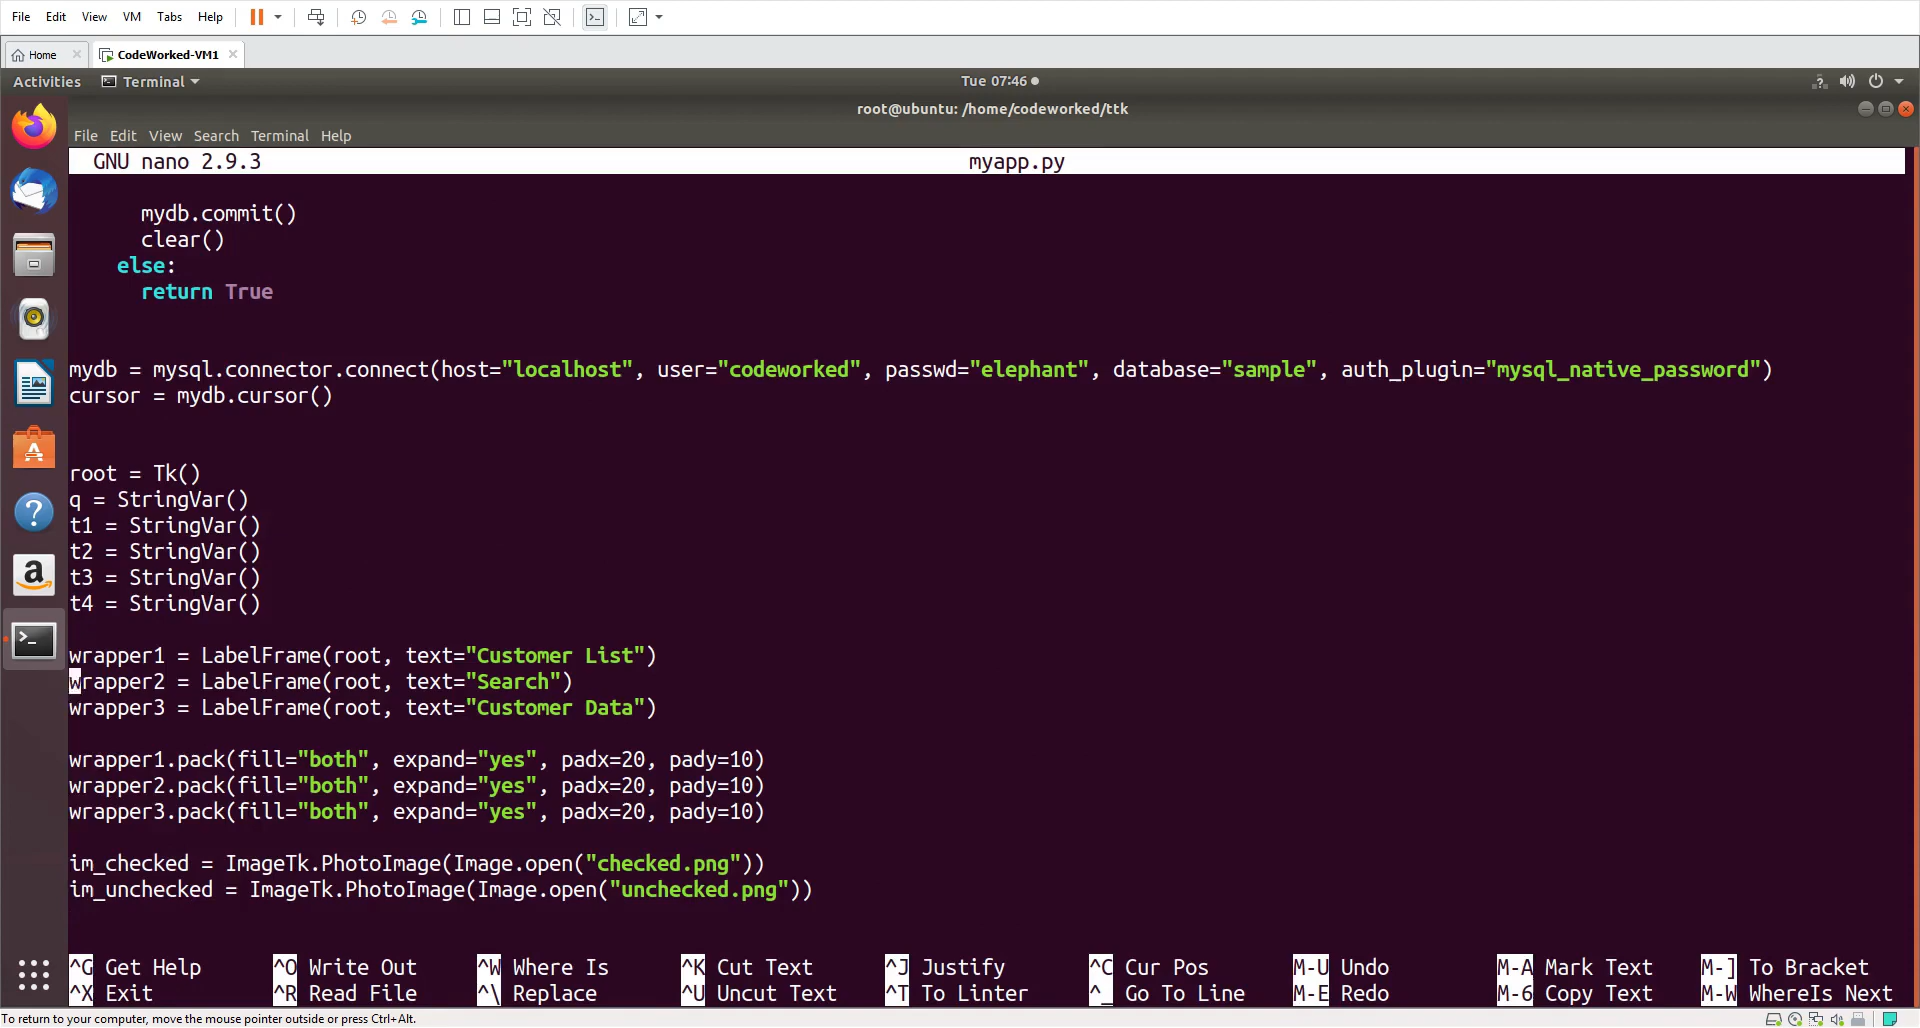 File Edit View VM Tabs Help
Home CodeWorked-VM1
Activities Terminal Tue 07:46
root@ubuntu: /home/codeworked/ttk
File Edit View Search Terminal Help
GNU nano 2.9.3 myapp.py
mydb.commit()
clear()
else:
return True
mydb = mysql.connector.connect(host="localhost", user="codeworked", passwd="elephant", database="sample", auth_plugin="mysql_native_password")
cursor = mydb.cursor()
root = Tk()
q = StringVar()
t1 = StringVar()
t2 = StringVar()
t3 = StringVar()
t4 = StringVar()
wrapper1 = LabelFrame(root, text="Customer List")
wrapper2 = LabelFrame(root, text="Search")
wrapper3 = LabelFrame(root, text="Customer Data")
wrapper1.pack(fill="both", expand="yes", padx=20, pady=10)
wrapper2.pack(fill="both", expand="yes", padx=20, pady=10)
wrapper3.pack(fill="both", expand="yes", padx=20, pady=10)
im_checked = ImageTk.PhotoImage(Image.open("checked.png"))
im_unchecked = ImageTk.PhotoImage(Image.open("unchecked.png"))
^G Get Help ^O Write Out ^W Where Is ^K Cut Text ^J Justify ^C Cur Pos M-U Undo M-A Mark Text M-] To Bracket
^X Exit ^R Read File ^\ Replace ^U Uncut Text ^T To Linter ^_ Go To Line M-E Redo M-6 Copy Text M-W WhereIs Next
To return to your computer, move the mouse pointer outside or press Ctrl+Alt.